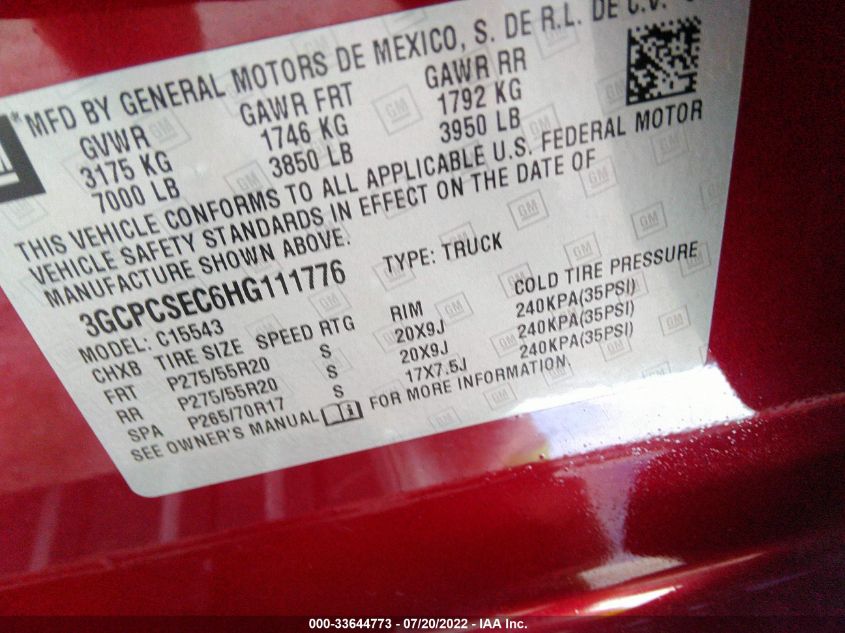 MFD BY GENERAL MOTORS DE MEXICO, S. DE R.L. DE C.V.
GVWR GAWR FRT GAWR RR
3175 KG 1746 KG 1792 KG
7000 LB 3850 LB 3950 LB
THIS VEHICLE CONFORMS TO ALL APPLICABLE U.S. FEDERAL MOTOR
VEHICLE SAFETY STANDARDS IN EFFECT ON THE DATE OF
MANUFACTURE SHOWN ABOVE.
3GCPCSEC6HG111776 TYPE: TRUCK
MODEL: C15543
CHXB TIRE SIZE SPEED RTG RIM COLD TIRE PRESSURE
FRT P275/55R20 S 20X9J 240KPA(35PSI)
RR P275/55R20 S 20X9J 240KPA(35PSI)
SPA P265/70R17 S 17X7.5J 240KPA(35PSI)
SEE OWNER'S MANUAL FOR MORE INFORMATION.
000-33644773 - 07/20/2022 - IAA Inc.